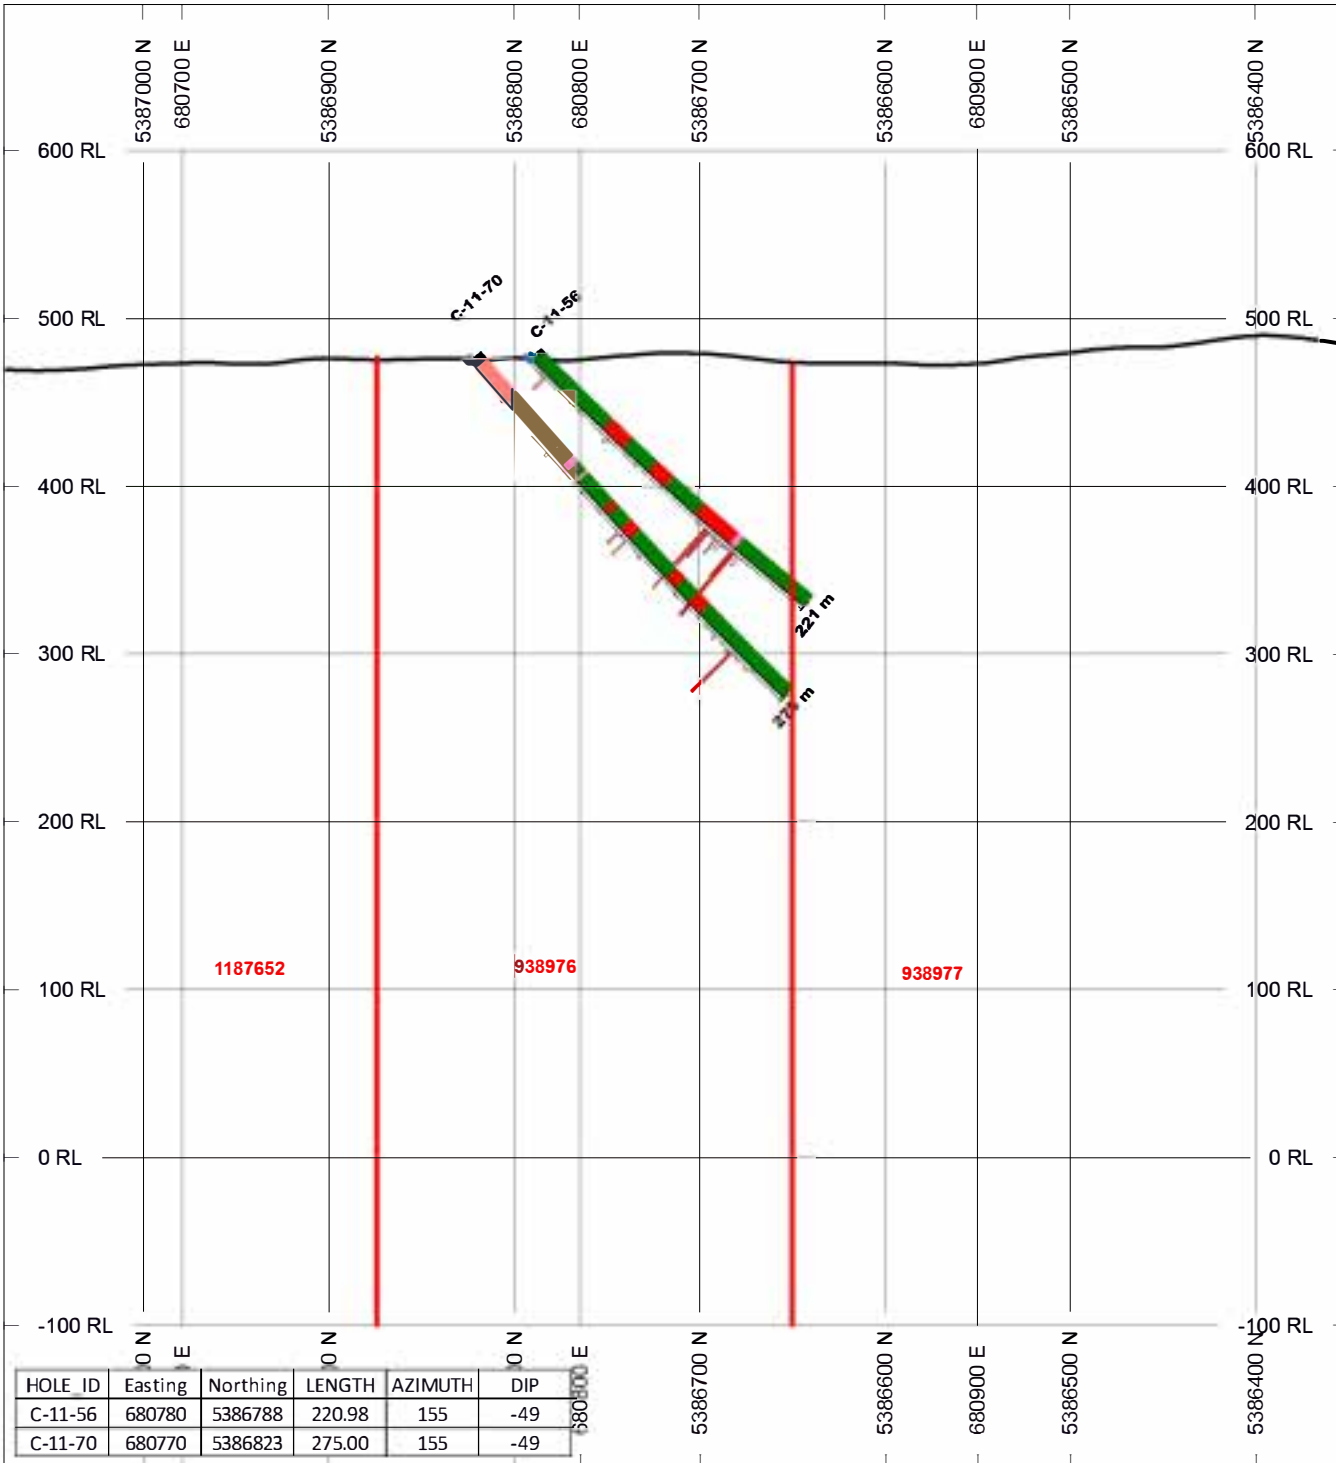 5387000 N
680700 E
5386900 N
5386800 N
680800 E
5386700 N
5386600 N
680900 E
5386500 N
5386400 N
600 RL 600 RL
C-11-70
C-11-56
500 RL 500 RL
400 RL 400 RL
221 m
300 RL 300 RL
m
200 RL 200 RL
1187652 938976 938977
100 RL 100 RL
0 RL 0 RL
-100 RL -100 RL
N
E
N
N
E
680800
5386700 N
5386600 N
680900 E
5386500 N
5386400 N
HOLE_ID Easting Northing LENGTH AZIMUTH DIP
C-11-56 680780 5386788 220.98 155 -49
C-11-70 680770 5386823 275.00 155 -49